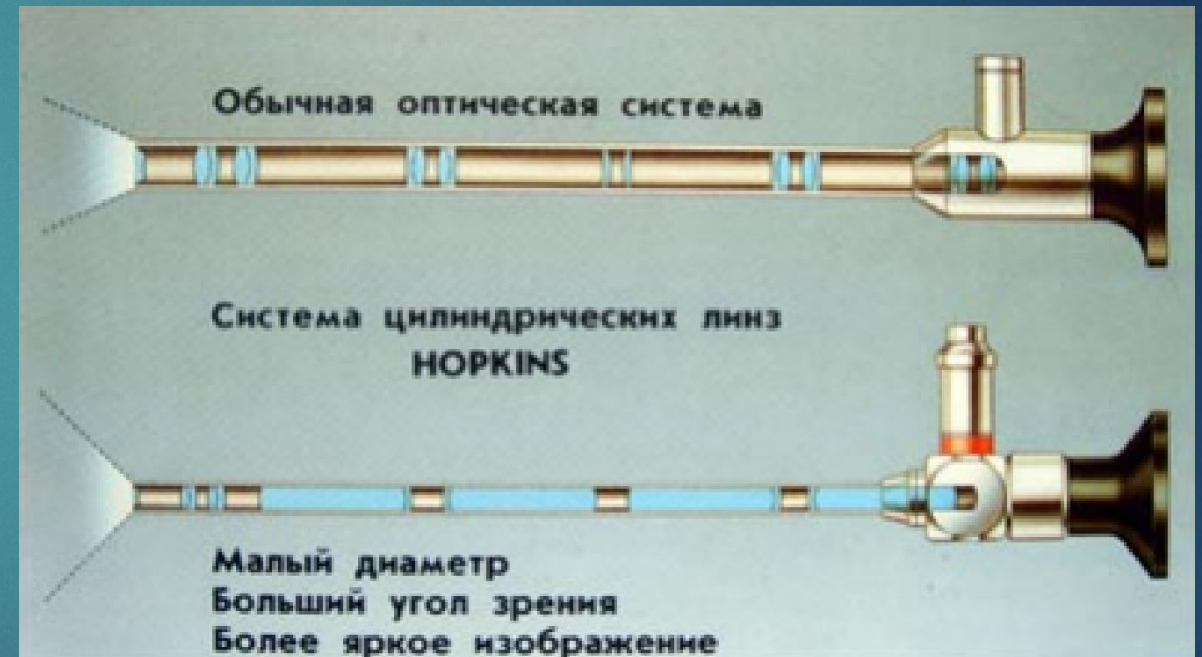 Обычная оптическая система
Система цилиндрических линз
HOPKINS
Малый диаметр
Больший угол зрения
Более яркое изображение